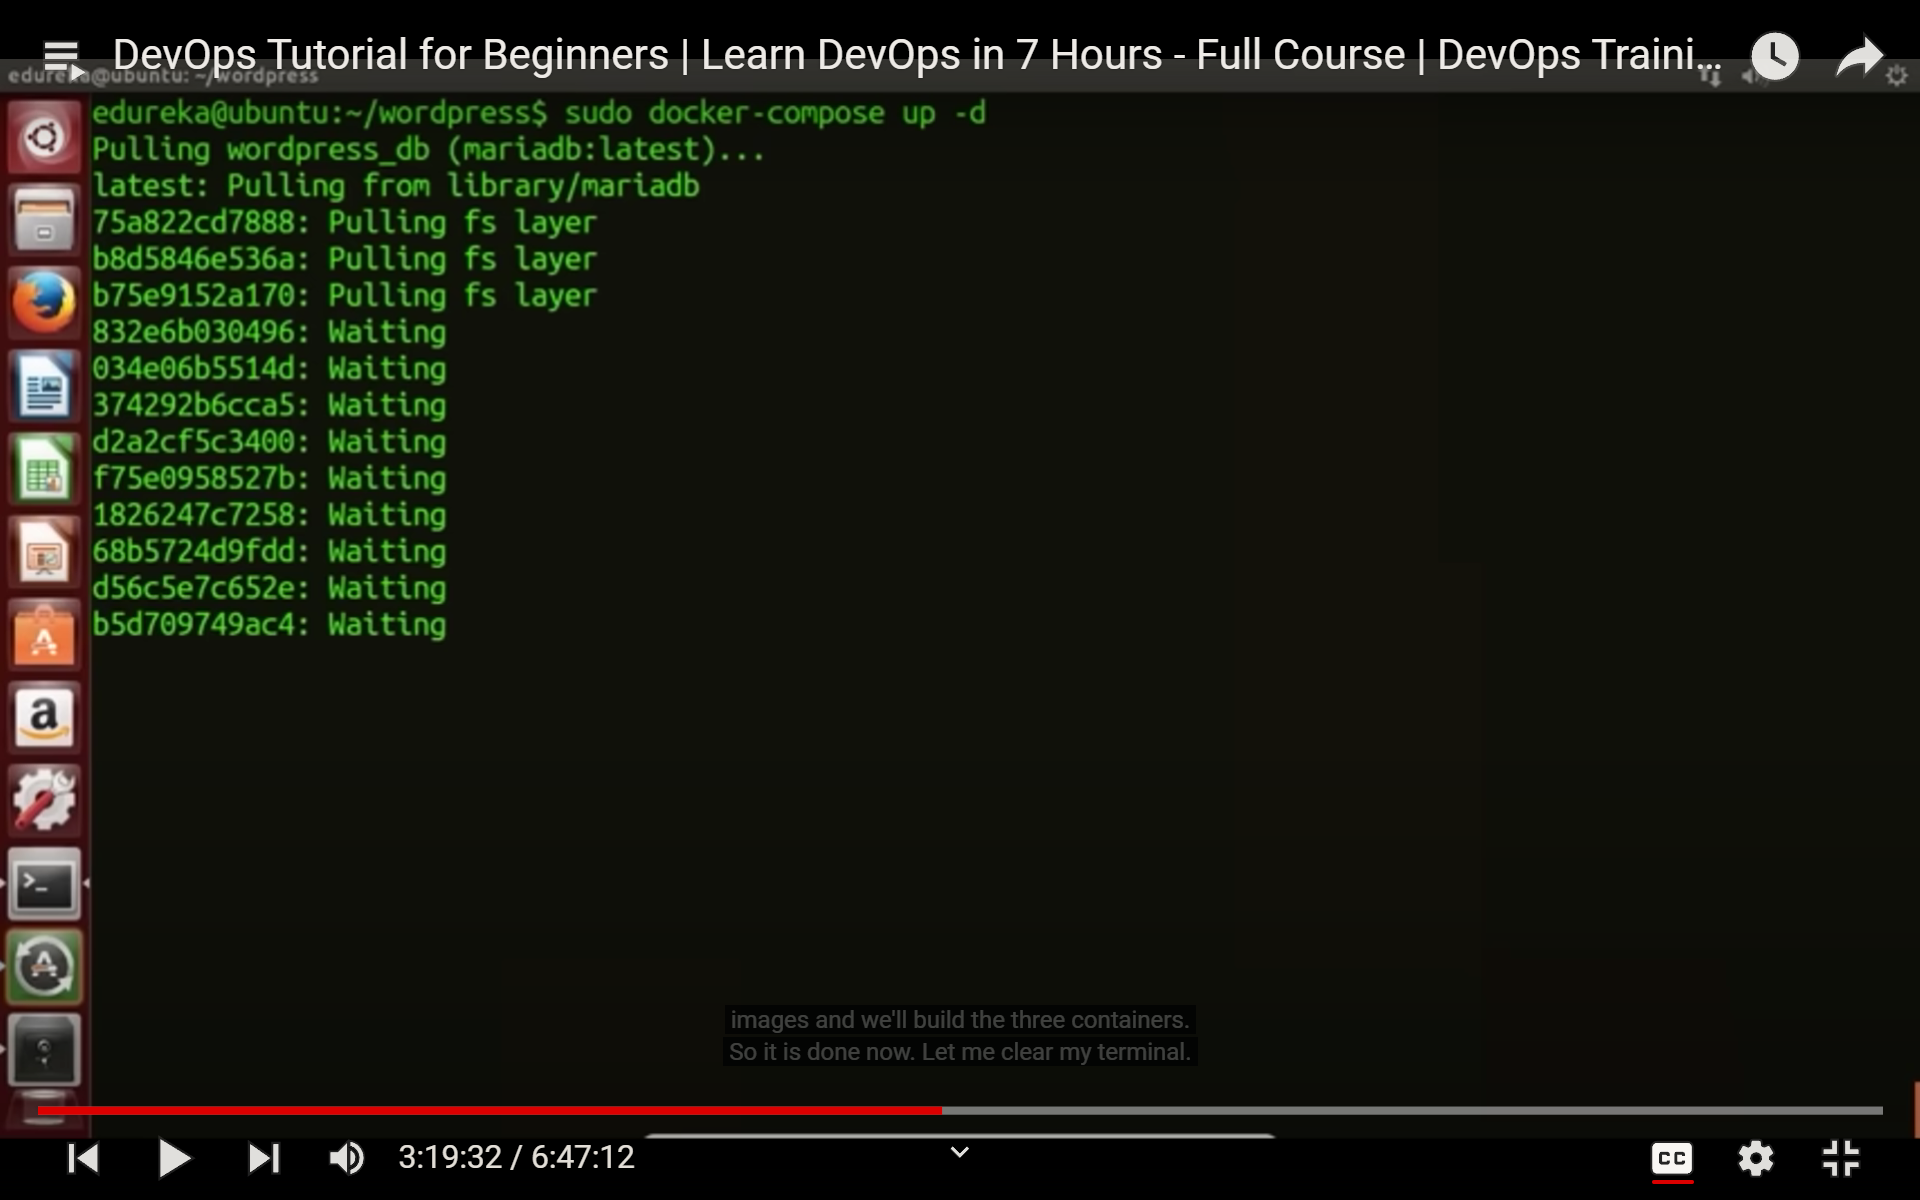 DevOps Tutorial for Beginners | Learn DevOps in 7 Hours - Full Course | DevOps Traini...
edureka@ubuntu: ~/wordpress
edureka@ubuntu:~/wordpress$ sudo docker-compose up -d
Pulling wordpress_db (mariadb:latest)...
latest: Pulling from library/mariadb
75a822cd7888: Pulling fs layer
b8d5846e536a: Pulling fs layer
b75e9152a170: Pulling fs layer
832e6b030496: Waiting
034e06b5514d: Waiting
374292b6cca5: Waiting
d2a2cf5c3400: Waiting
f75e0958527b: Waiting
1826247c7258: Waiting
68b5724d9fdd: Waiting
d56c5e7c652e: Waiting
b5d709749ac4: Waiting
images and we'll build the three containers.
So it is done now. Let me clear my terminal.
3:19:32 / 6:47:12
CC